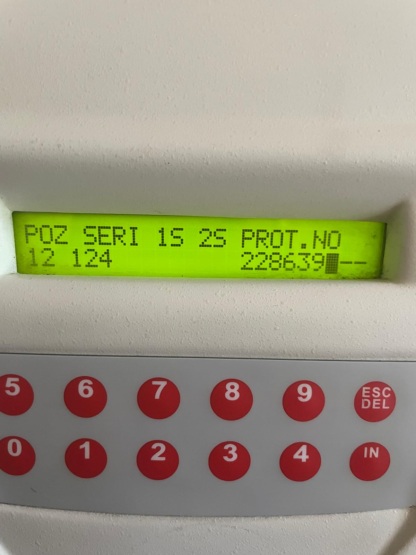 POZ SERI 1S 2S PROT.NO
12 124 228639--
5 6 7 8 9 ESC DEL
0 1 2 3 4 IN